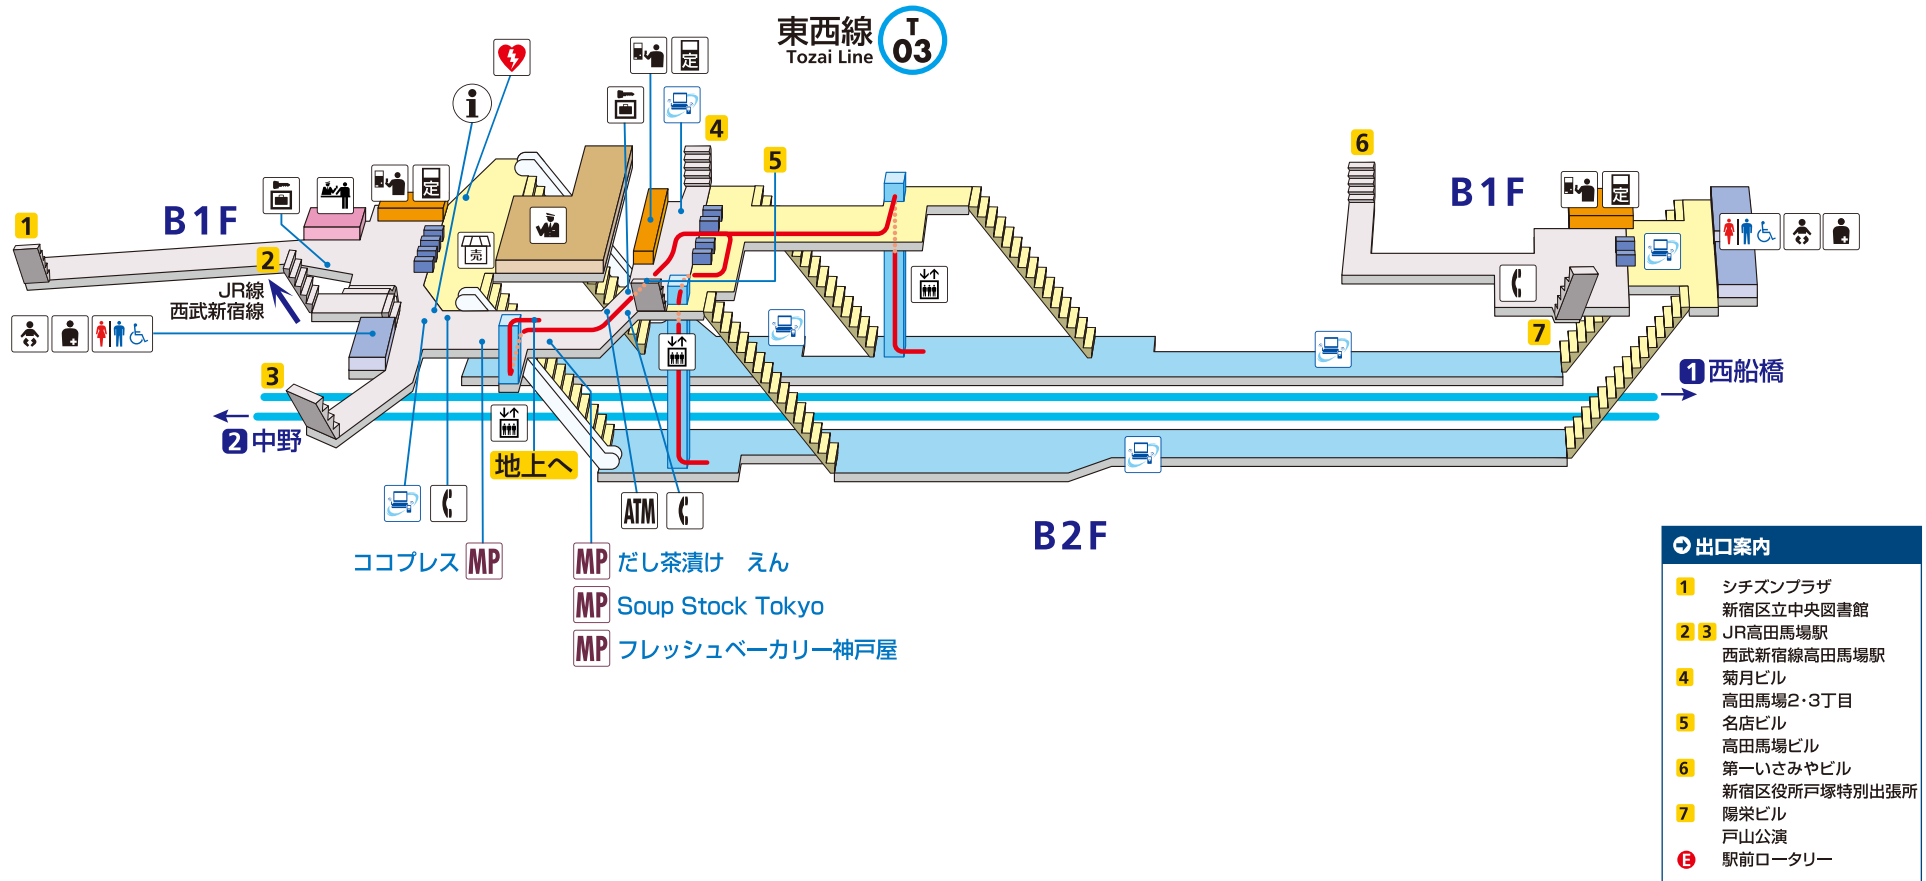 東西線
Tozai Line
T
03
4
5
6
1
B1F
B1F
定
定
定
売
2
JR線
西武新宿線
7
3
1 西船橋
2 中野
地上へ
ATM
B2F
ココプレス MP
MP だし茶漬け えん
MP Soup Stock Tokyo
MP フレッシュベーカリー神戸屋
出口案内
1 シチズンプラザ
新宿区立中央図書館
2 3 JR高田馬場駅
西武新宿線高田馬場駅
4 菊月ビル
高田馬場2・3丁目
5 名店ビル
高田馬場ビル
6 第一いさみやビル
新宿区役所戸塚特別出張所
7 陽栄ビル
戸山公演
E 駅前ロータリー